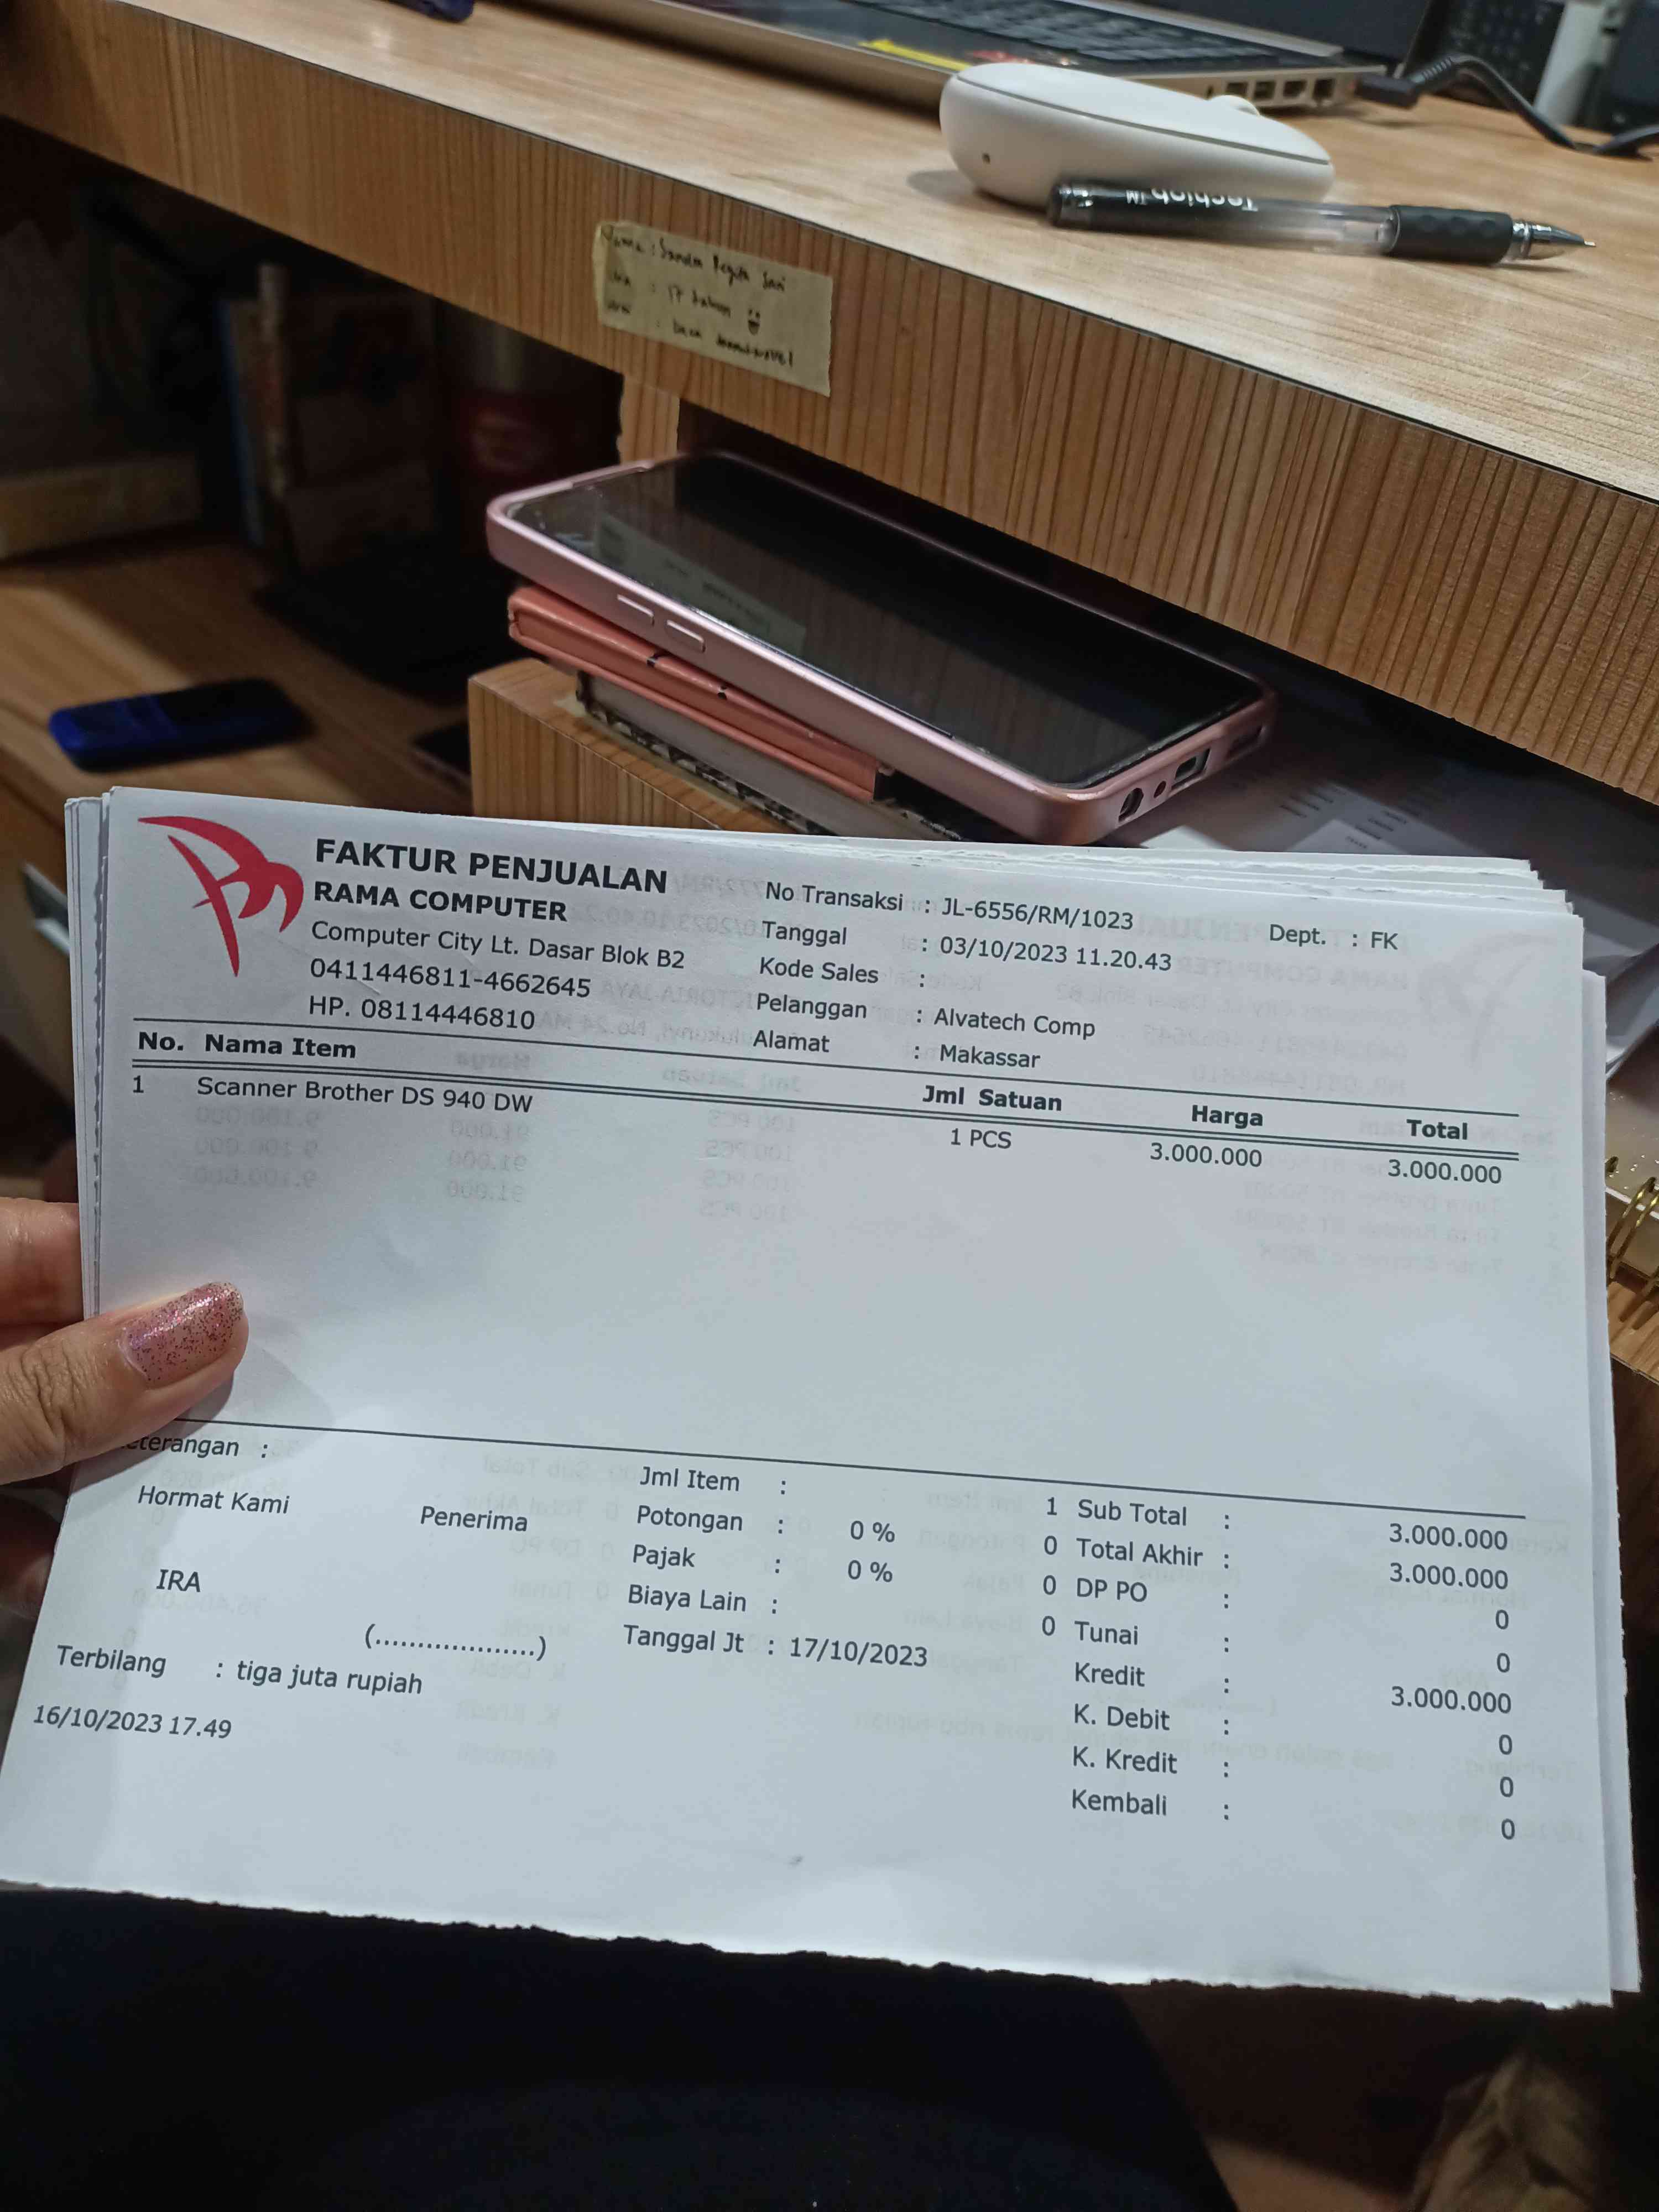 Techjob™
FAKTUR PENJUALAN
RAMA COMPUTER
Computer City Lt. Dasar Blok B2
0411446811-4662645
HP. 08114446810
No Transaksi : JL-6556/RM/1023
Dept. : FK
Tanggal : 03/10/2023 11.20.43
Kode Sales :
Pelanggan : Alvatech Comp
Alamat : Makassar
No. Nama Item Jml Satuan Harga Total
1 Scanner Brother DS 940 DW 1 PCS 3.000.000 3.000.000
eterangan :
Hormat Kami
Penerima
IRA
(...................)
Jml Item : 1
Potongan : 0 % 0
Pajak : 0 % 0
Biaya Lain : 0
Tanggal Jt : 17/10/2023
Sub Total : 3.000.000
Total Akhir : 3.000.000
DP PO : 0
Tunai : 0
Kredit : 3.000.000
K. Debit : 0
K. Kredit : 0
Kembali : 0
Terbilang : tiga juta rupiah
16/10/2023 17.49